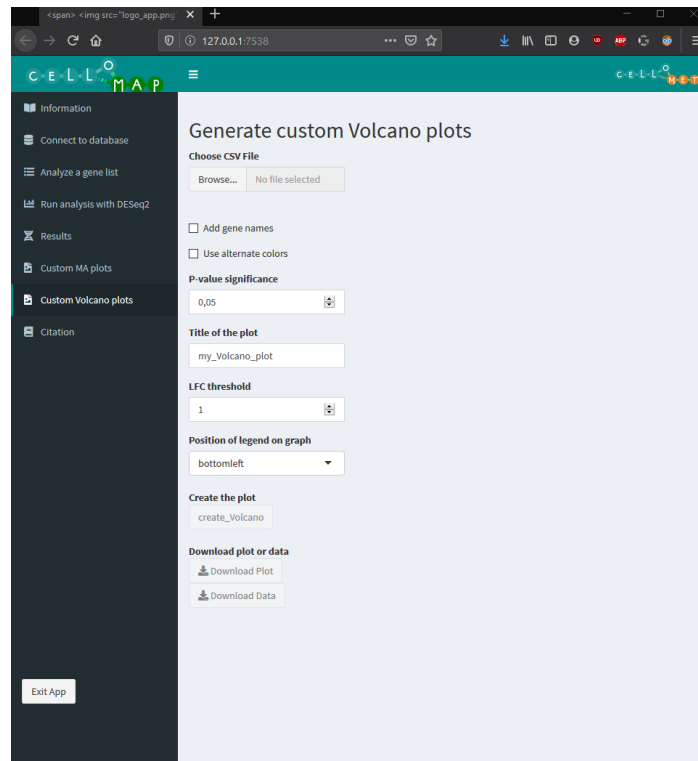 <span> <img src="logo_app.png"
127.0.0.1:7538
C-E-L-L-O
M A P
C-E-L-L-O
M-E-T
Information
Connect to database
Analyze a gene list
Run analysis with DESeq2
Results
Custom MA plots
Custom Volcano plots
Citation
Exit App
Generate custom Volcano plots
Choose CSV File
Browse... No file selected
Add gene names
Use alternate colors
P-value significance
0,05
Title of the plot
my_Volcano_plot
LFC threshold
1
Position of legend on graph
bottomleft
Create the plot
create_Volcano
Download plot or data
Download Plot
Download Data